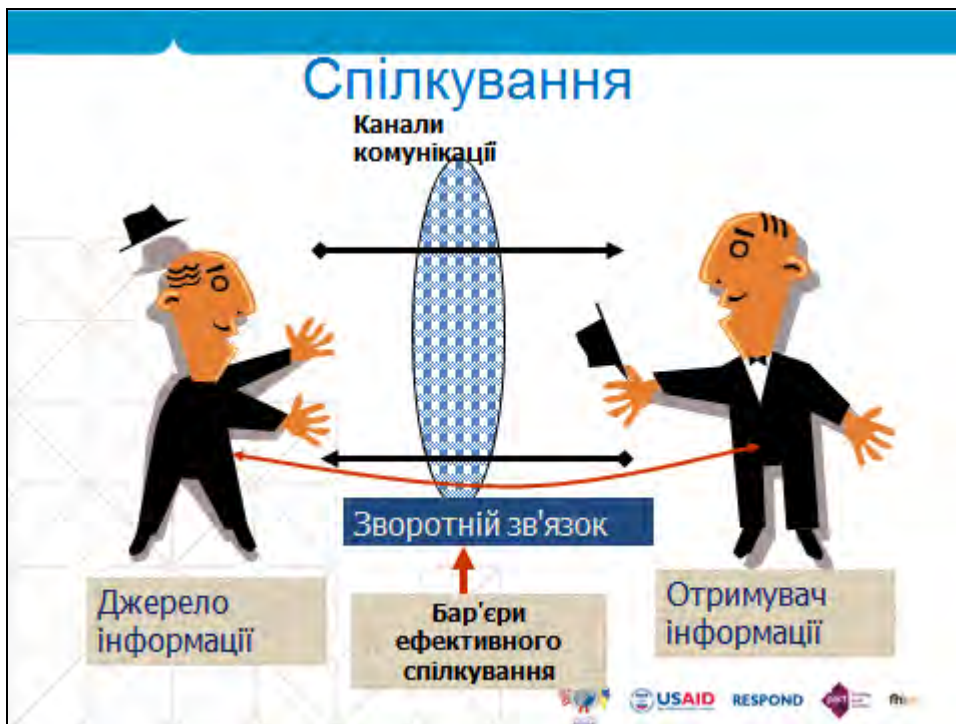 Спілкування
Канали
комунікації
Зворотній зв'язок
Джерело
інформації
Бар'єри
ефективного
спілкування
Отримувач
інформації
USAID
RESPOND